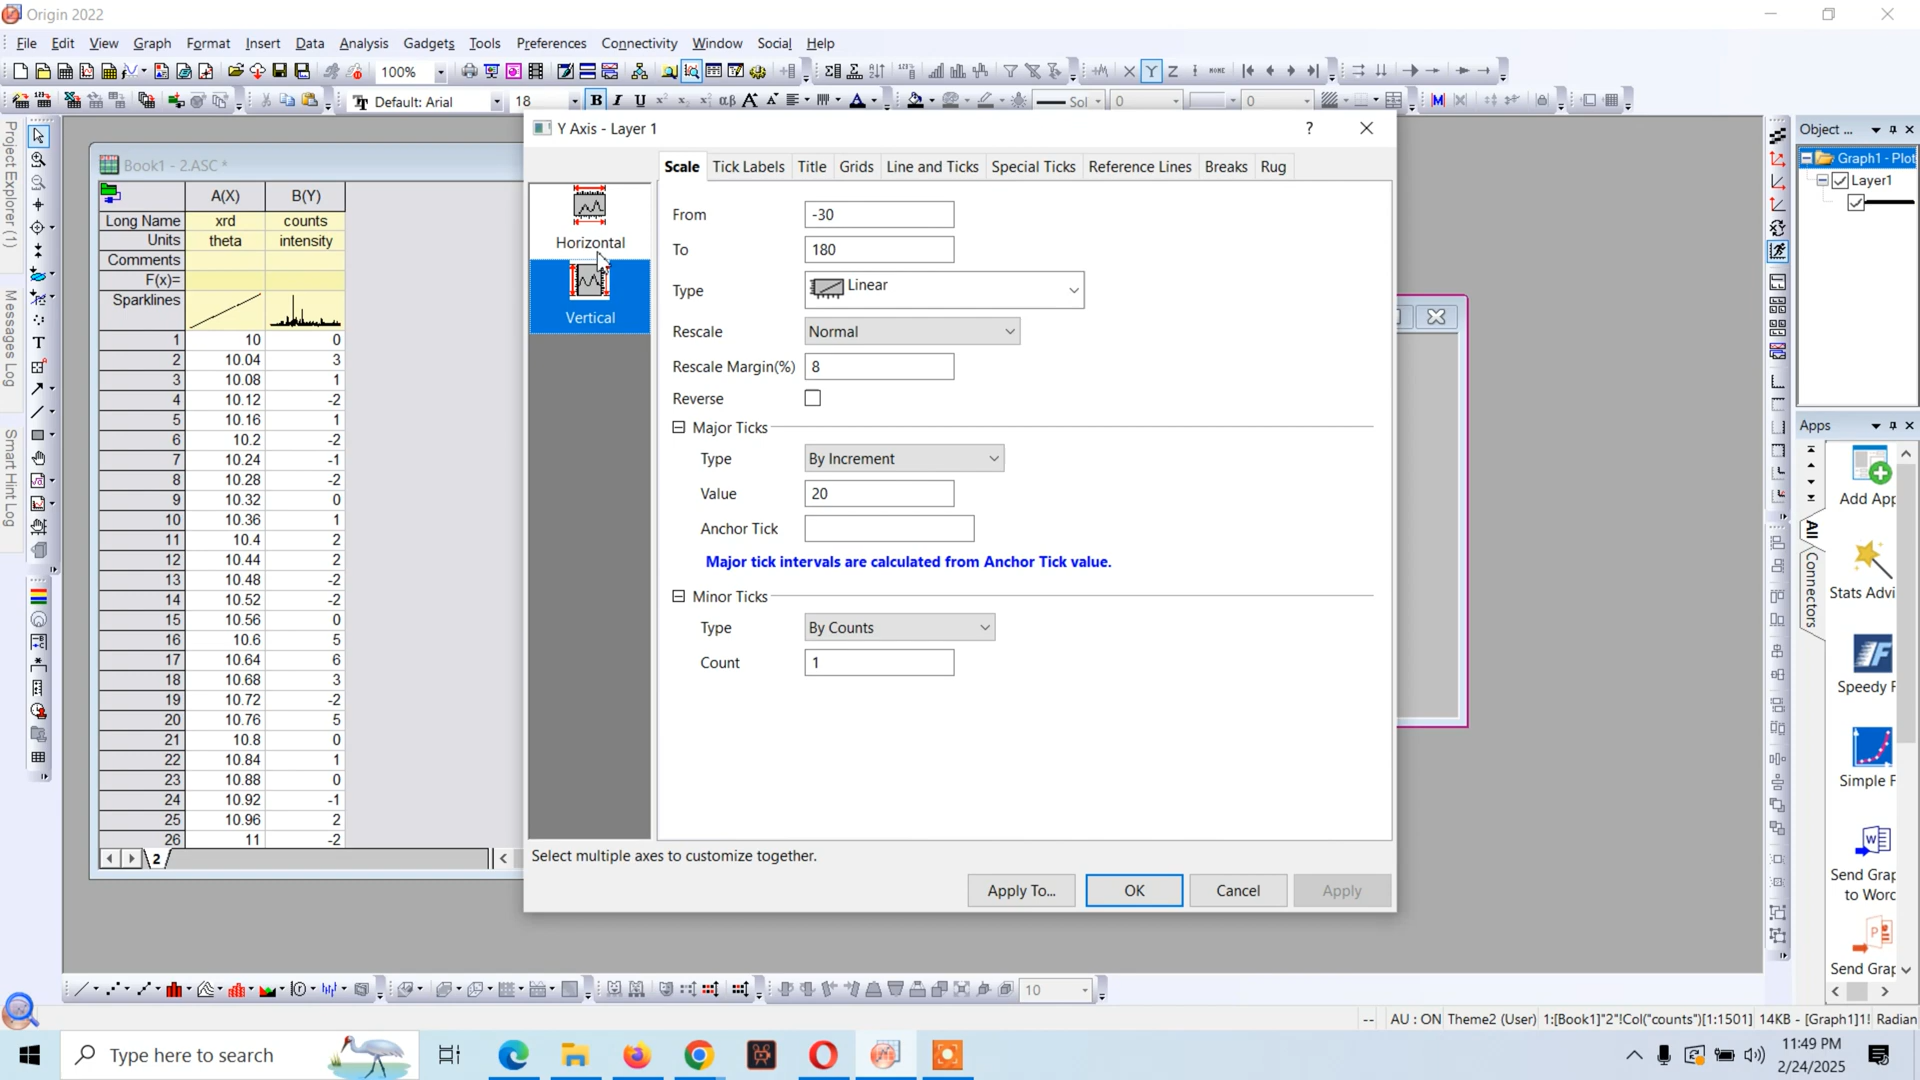 Origin 2022
File Edit View Graph Format Insert Data Analysis Gadgets Tools Preferences Connectivity Window Social Help
100%
Default: Arial 18 B I U αβ A A A Sol 0 0
Y Axis - Layer 1 ? ×
Object ...
Graph1 - Plot
Layer1
Project Explorer (1)
Messages Log
Smart Hint Log
Book1 - 2.ASC *
A(X) B(Y)
Long Name xrd counts
Units theta intensity
Comments
F(x)=
Sparklines
1 10 0
2 10.04 3
3 10.08 1
4 10.12 -2
5 10.16 1
6 10.2 -2
7 10.24 -1
8 10.28 -2
9 10.32 0
10 10.36 1
11 10.4 2
12 10.44 2
13 10.48 -2
14 10.52 -2
15 10.56 0
16 10.6 5
17 10.64 6
18 10.68 3
19 10.72 -2
20 10.76 5
21 10.8 0
22 10.84 1
23 10.88 0
24 10.92 -1
25 10.96 2
26 11 -2
2
Horizontal
Vertical
Scale Tick Labels Title Grids Line and Ticks Special Ticks Reference Lines Breaks Rug
From -30
To 180
Type Linear
Rescale Normal
Rescale Margin(%) 8
Reverse
Major Ticks
Type By Increment
Value 20
Anchor Tick
Major tick intervals are calculated from Anchor Tick value.
Minor Ticks
Type By Counts
Count 1
Select multiple axes to customize together.
Apply To... OK Cancel Apply
Apps
All
Connectors
Add App
Stats Advi
Speedy F
Simple F
Send Grap
to Word
Send Grap
10
-- AU : ON Theme2 (User) 1:[Book1]"2"!Col("counts")[1:1501] 14KB - [Graph1]1! Radian
Type here to search
11:49 PM
2/24/2025